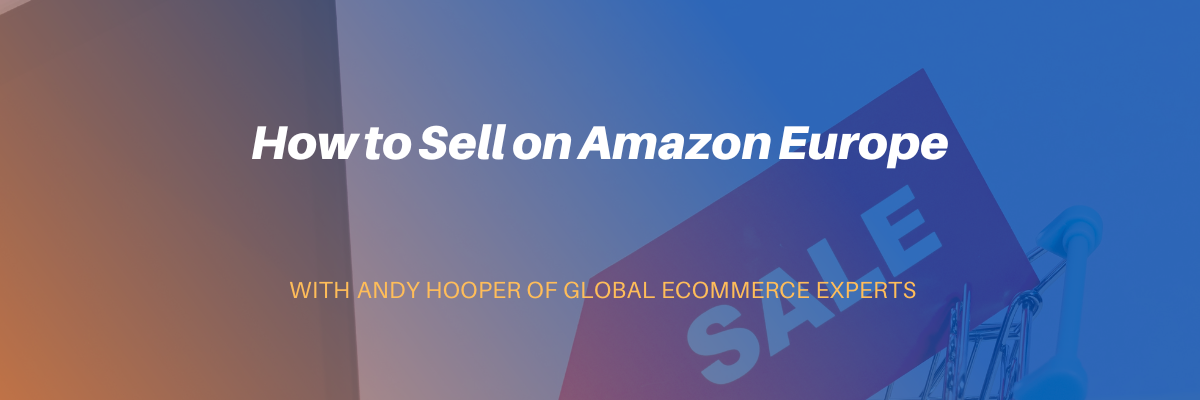 How to Sell on Amazon Europe
WITH ANDY HOOPER OF GLOBAL ECOMMERCE EXPERTS
SALE